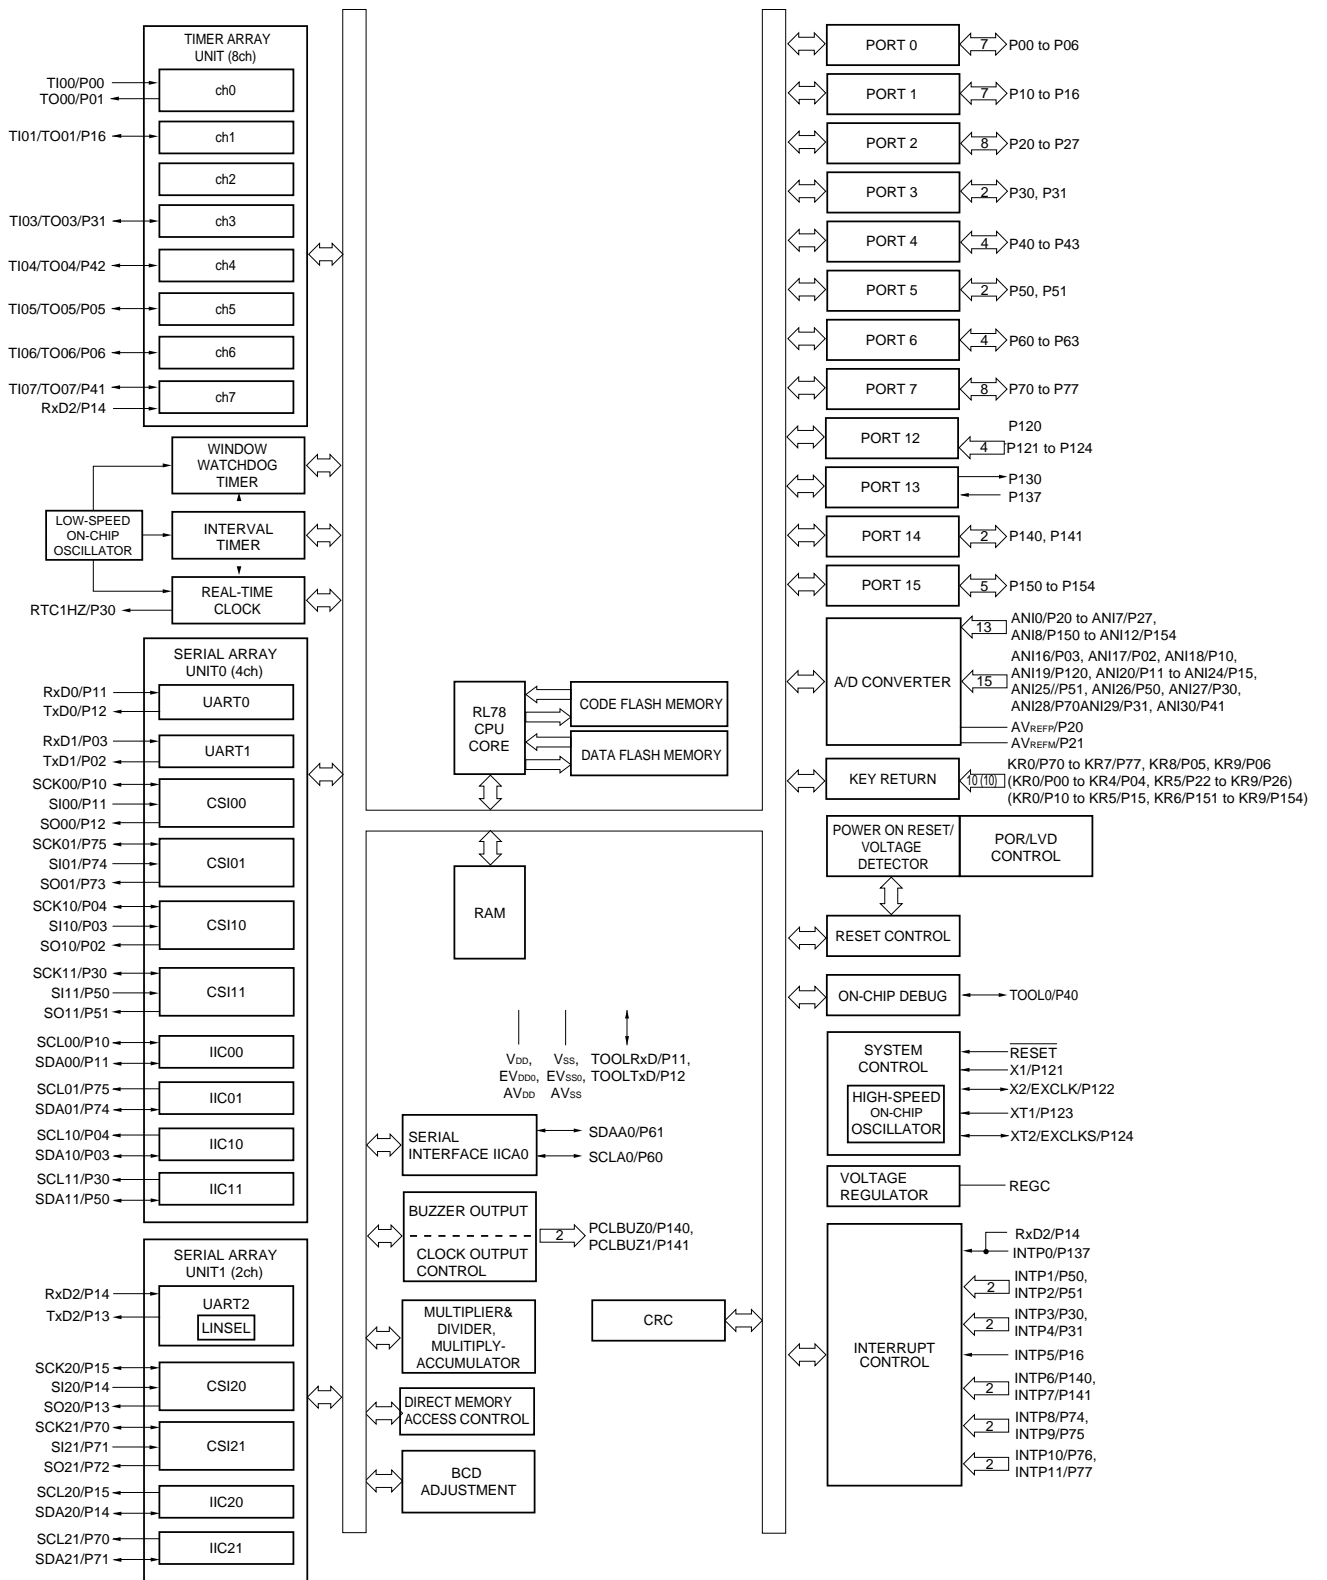 TIMER ARRAY
UNIT (8ch)
TI00/P00
TO00/P01
ch0
TI01/TO01/P16
ch1
ch2
TI03/TO03/P31
ch3
TI04/TO04/P42
ch4
TI05/TO05/P05
ch5
TI06/TO06/P06
ch6
TI07/TO07/P41
RxD2/P14
ch7
WINDOW
WATCHDOG
TIMER
LOW-SPEED
ON-CHIP
OSCILLATOR
INTERVAL
TIMER
REAL-TIME
CLOCK
RTC1HZ/P30
SERIAL ARRAY
UNIT0 (4ch)
RxD0/P11
TxD0/P12
UART0
RxD1/P03
TxD1/P02
UART1
SCK00/P10
SI00/P11
SO00/P12
CSI00
SCK01/P75
SI01/P74
SO01/P73
CSI01
SCK10/P04
SI10/P03
SO10/P02
CSI10
SCK11/P30
SI11/P50
SO11/P51
CSI11
SCL00/P10
SDA00/P11
IIC00
SCL01/P75
SDA01/P74
IIC01
SCL10/P04
SDA10/P03
IIC10
SCL11/P30
SDA11/P50
IIC11
SERIAL ARRAY
UNIT1 (2ch)
RxD2/P14
TxD2/P13
UART2
LINSEL
SCK20/P15
SI20/P14
SO20/P13
CSI20
SCK21/P70
SI21/P71
SO21/P72
CSI21
SCL20/P15
SDA20/P14
IIC20
SCL21/P70
SDA21/P71
IIC21
RL78
CPU
CORE
CODE FLASH MEMORY
DATA FLASH MEMORY
RAM
VDD,
EVDD0,
AVDD
VSS,
EVSS0,
AVSS
TOOLRxD/P11,
TOOLTxD/P12
SERIAL
INTERFACE IICA0
SDAA0/P61
SCLA0/P60
BUZZER OUTPUT
CLOCK OUTPUT
CONTROL
2
PCLBUZ0/P140,
PCLBUZ1/P141
MULTIPLIER&
DIVIDER,
MULITIPLY-
ACCUMULATOR
DIRECT MEMORY
ACCESS CONTROL
BCD
ADJUSTMENT
CRC
PORT 0
7
P00 to P06
PORT 1
7
P10 to P16
PORT 2
8
P20 to P27
PORT 3
2
P30, P31
PORT 4
4
P40 to P43
PORT 5
2
P50, P51
PORT 6
4
P60 to P63
PORT 7
8
P70 to P77
PORT 12
P120
4
P121 to P124
PORT 13
P130
P137
PORT 14
2
P140, P141
PORT 15
5
P150 to P154
A/D CONVERTER
13
ANI0/P20 to ANI7/P27,
ANI8/P150 to ANI12/P154
15
ANI16/P03, ANI17/P02, ANI18/P10,
ANI19/P120, ANI20/P11 to ANI24/P15,
ANI25//P51, ANI26/P50, ANI27/P30,
ANI28/P70ANI29/P31, ANI30/P41
AVREFP/P20
AVREFM/P21
KEY RETURN
10 (10)
KR0/P70 to KR7/P77, KR8/P05, KR9/P06
(KR0/P00 to KR4/P04, KR5/P22 to KR9/P26)
(KR0/P10 to KR5/P15, KR6/P151 to KR9/P154)
POWER ON RESET/
VOLTAGE
DETECTOR
POR/LVD
CONTROL
RESET CONTROL
ON-CHIP DEBUG
TOOL0/P40
SYSTEM
CONTROL
HIGH-SPEED
ON-CHIP
OSCILLATOR
RESET
X1/P121
X2/EXCLK/P122
XT1/P123
XT2/EXCLKS/P124
VOLTAGE
REGULATOR
REGC
INTERRUPT
CONTROL
RxD2/P14
INTP0/P137
2
INTP1/P50,
INTP2/P51
2
INTP3/P30,
INTP4/P31
INTP5/P16
2
INTP6/P140,
INTP7/P141
2
INTP8/P74,
INTP9/P75
2
INTP10/P76,
INTP11/P77